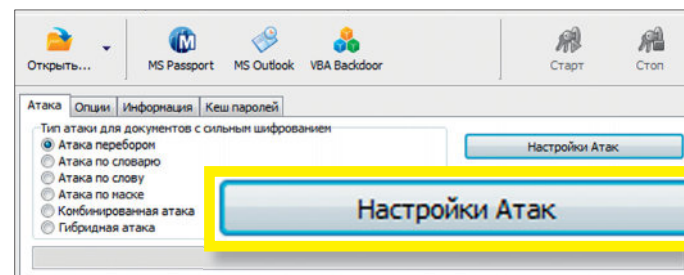 Открыть...
MS Passport
MS Outlook
VBA Backdoor
Старт
Стоп
Атака
Опции
Информация
Кеш паролей
Тип атаки для документов с сильным шифрованием
Атака перебором
Настройки Атак
Атака по словарю
Атака по слову
Атака по маске
Комбинированная атака
Гибридная атака
Настройки Атак